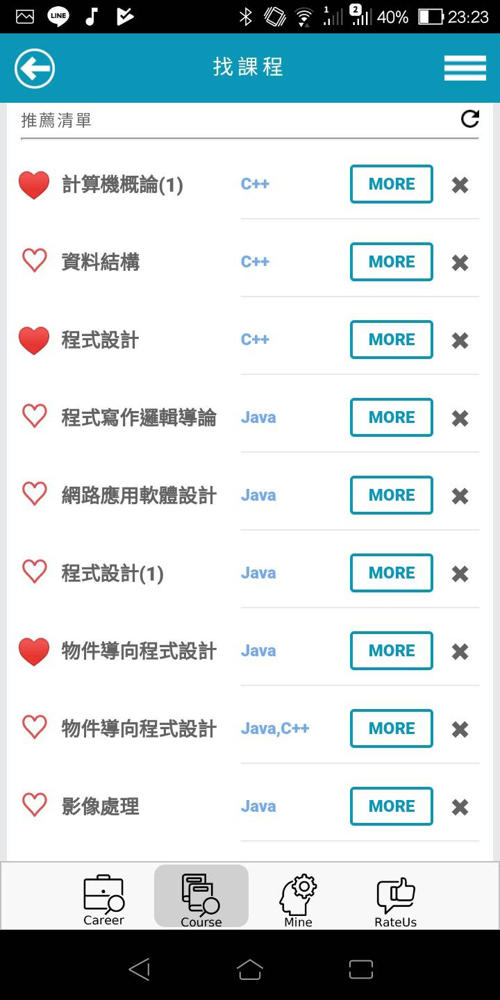 LINE
1
2
40%
23:23
找課程
推薦清單
計算機概論(1) C++ MORE
資料結構 C++ MORE
程式設計 C++ MORE
程式寫作邏輯導論 Java MORE
網路應用軟體設計 Java MORE
程式設計(1) Java MORE
物件導向程式設計 Java MORE
物件導向程式設計 Java,C++ MORE
影像處理 Java MORE
Career Course Mine RateUs